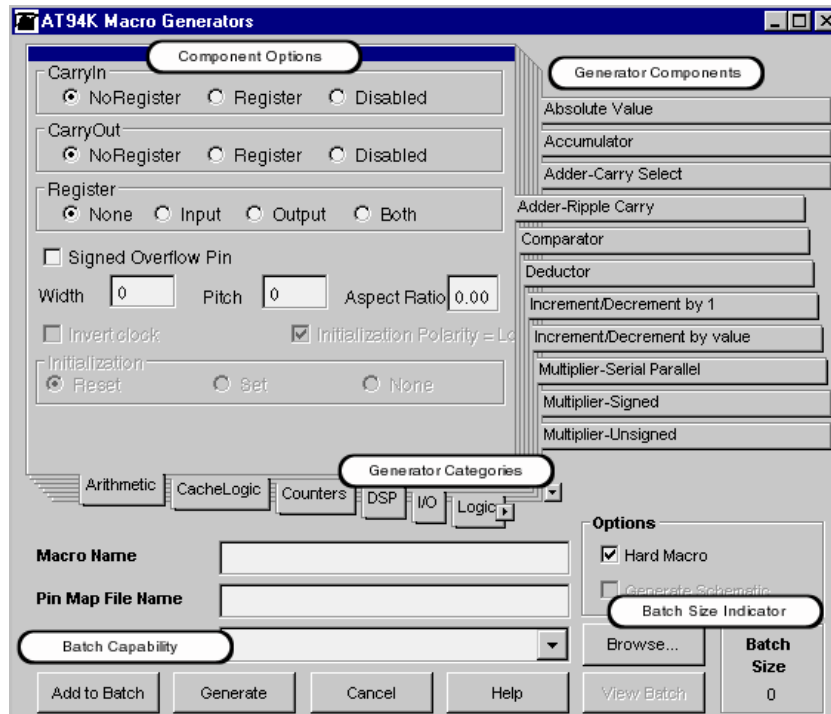 AT94K Macro Generators
Component Options
Generator Components
CarryIn
NoRegister Register Disabled
CarryOut
NoRegister Register Disabled
Register
None Input Output Both
Signed Overflow Pin
Width 0 Pitch 0 Aspect Ratio 0.00
Invert clock Initialization Polarity = Lo
Initialization
Reset Set None
Absolute Value
Accumulator
Adder-Carry Select
Adder-Ripple Carry
Comparator
Deductor
Increment/Decrement by 1
Increment/Decrement by value
Multiplier-Serial Parallel
Multiplier-Signed
Multiplier-Unsigned
Generator Categories
Arithmetic CacheLogic Counters DSP I/O Logic
Macro Name
Pin Map File Name
Batch Capability
Options
Hard Macro
Generate Schematic
Batch Size Indicator
Browse... Batch Size
Add to Batch Generate Cancel Help View Batch 0